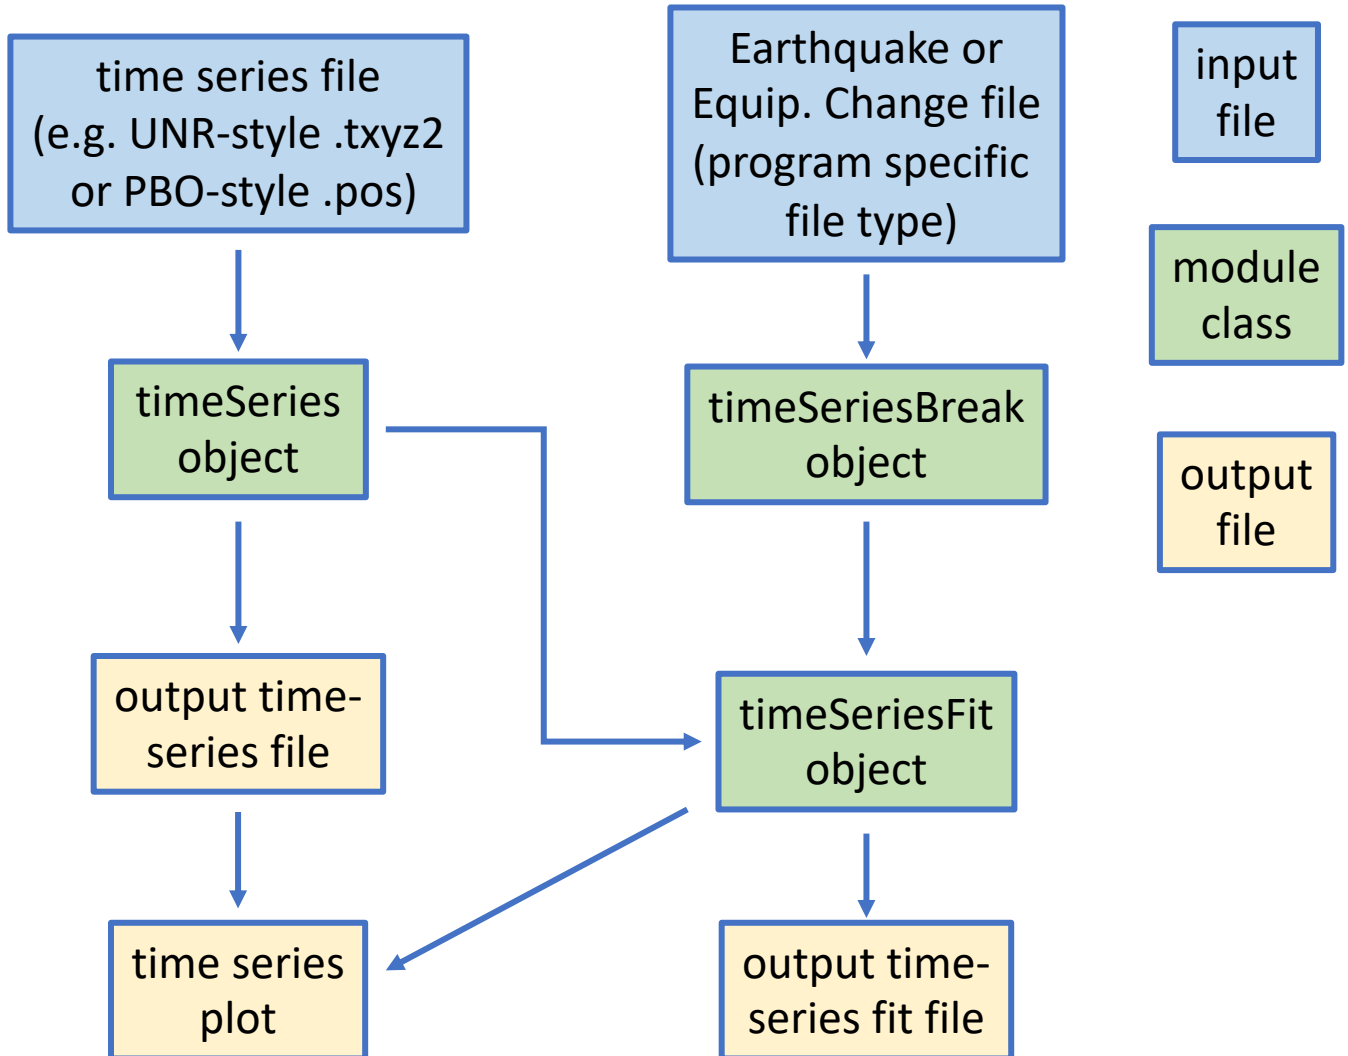 time series file
(e.g. UNR-style .txyz2
or PBO-style .pos)
Earthquake or
Equip. Change file
(program specific
file type)
input
file
module
class
timeSeries
object
timeSeriesBreak
object
output
file
output time-
series file
timeSeriesFit
object
time series
plot
output time-
series fit file